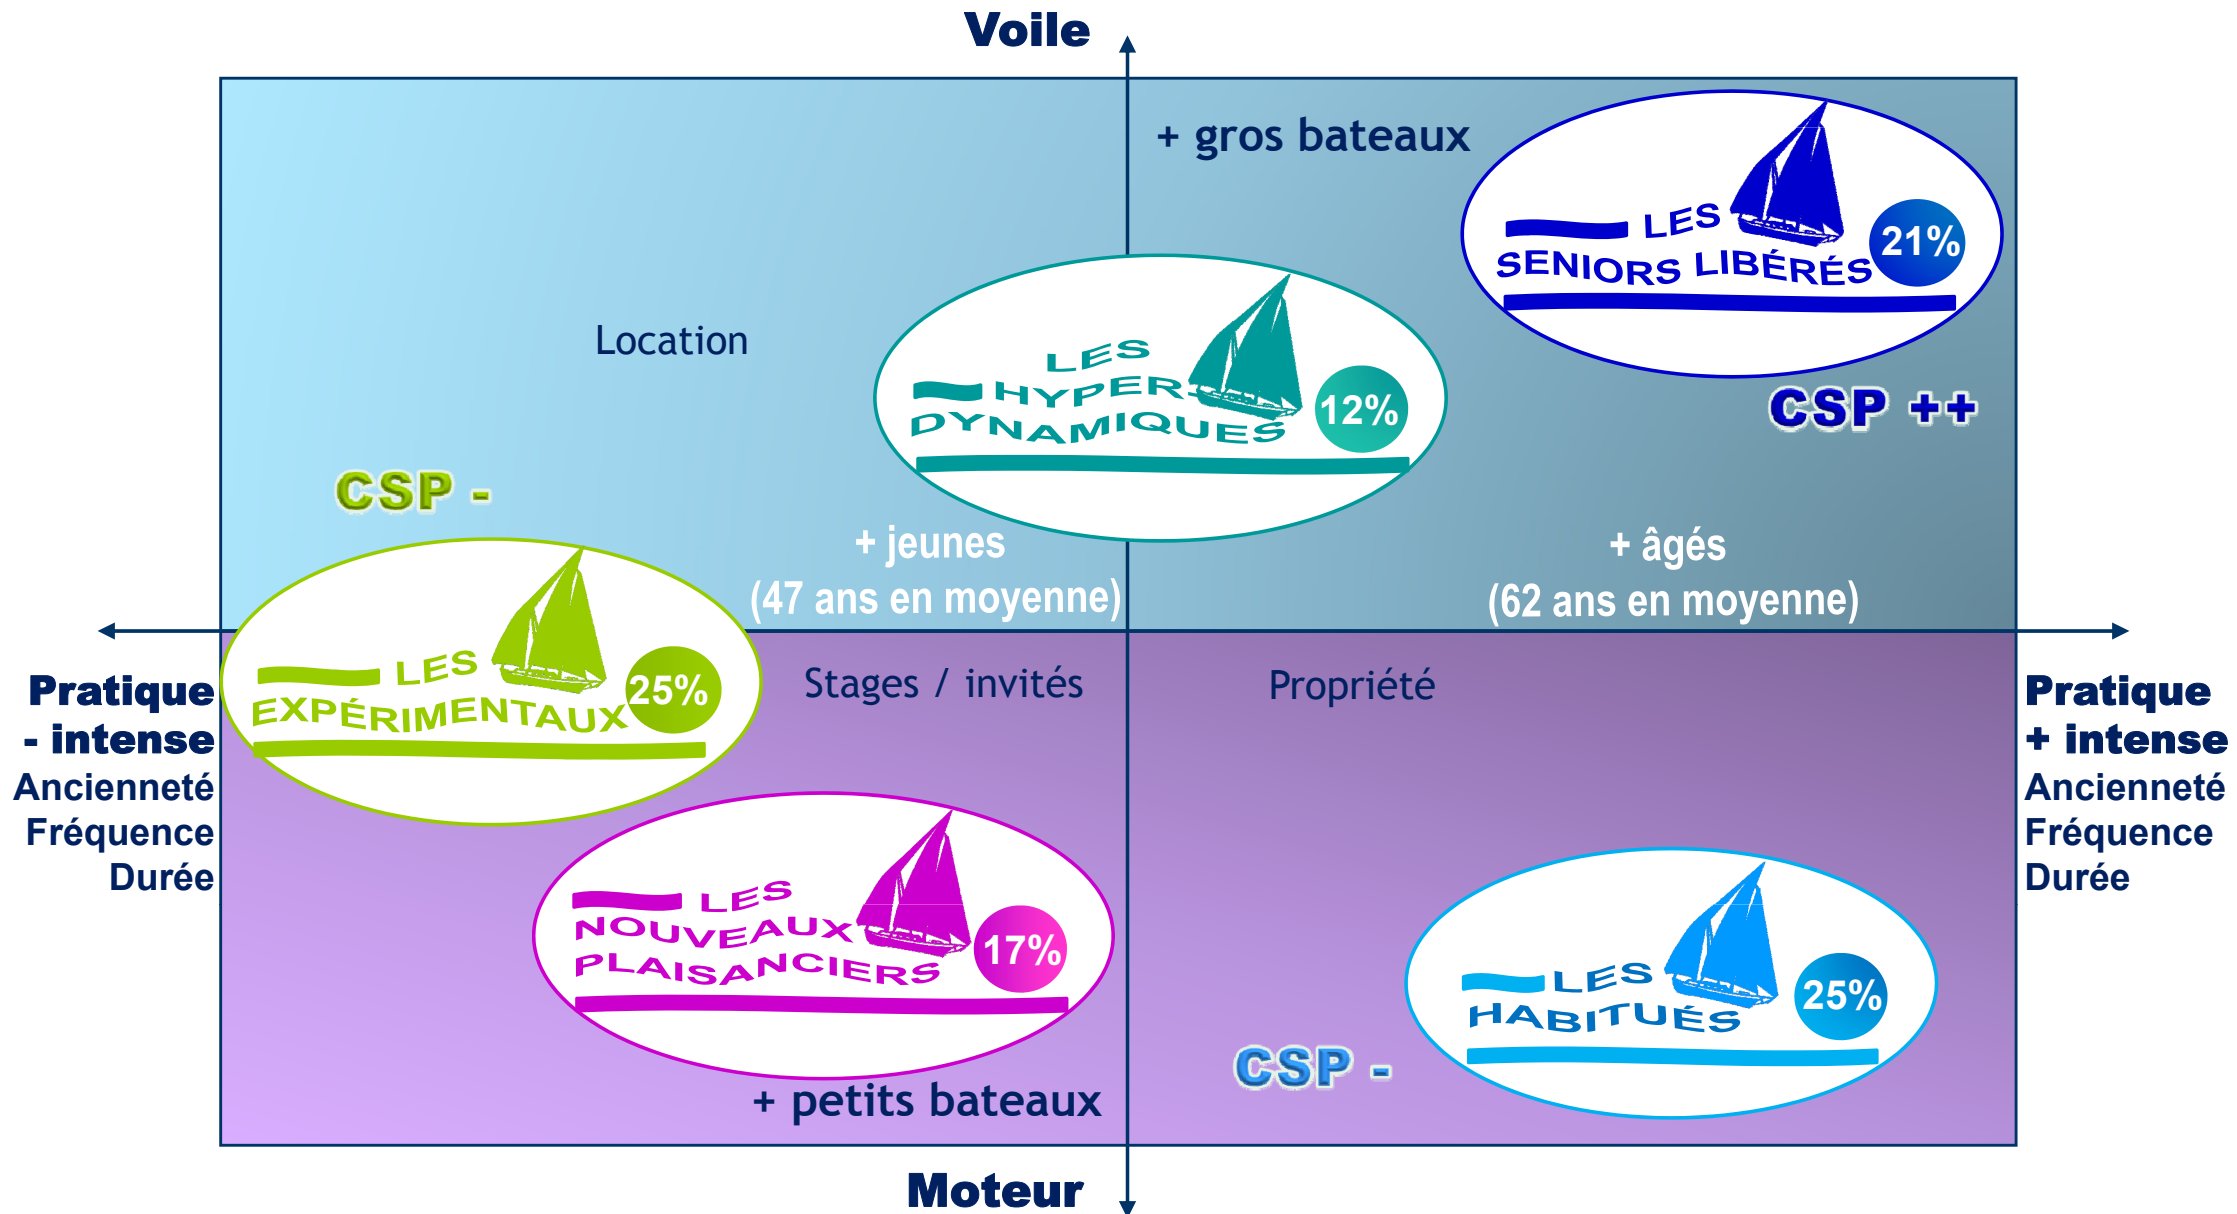 Voile
+ gros bateaux
LES
SENIORS LIBÉRÉS
21%
CSP ++
Location
LES
HYPER-
DYNAMIQUES
12%
CSP -
+ jeunes
(47 ans en moyenne)
+ âgés
(62 ans en moyenne)
Pratique
- intense
Ancienneté
Fréquence
Durée
LES
EXPÉRIMENTAUX
25%
Stages / invités
Propriété
Pratique
+ intense
Ancienneté
Fréquence
Durée
LES
NOUVEAUX
PLAISANCIERS
17%
+ petits bateaux
LES
HABITUÉS
25%
CSP -
Moteur